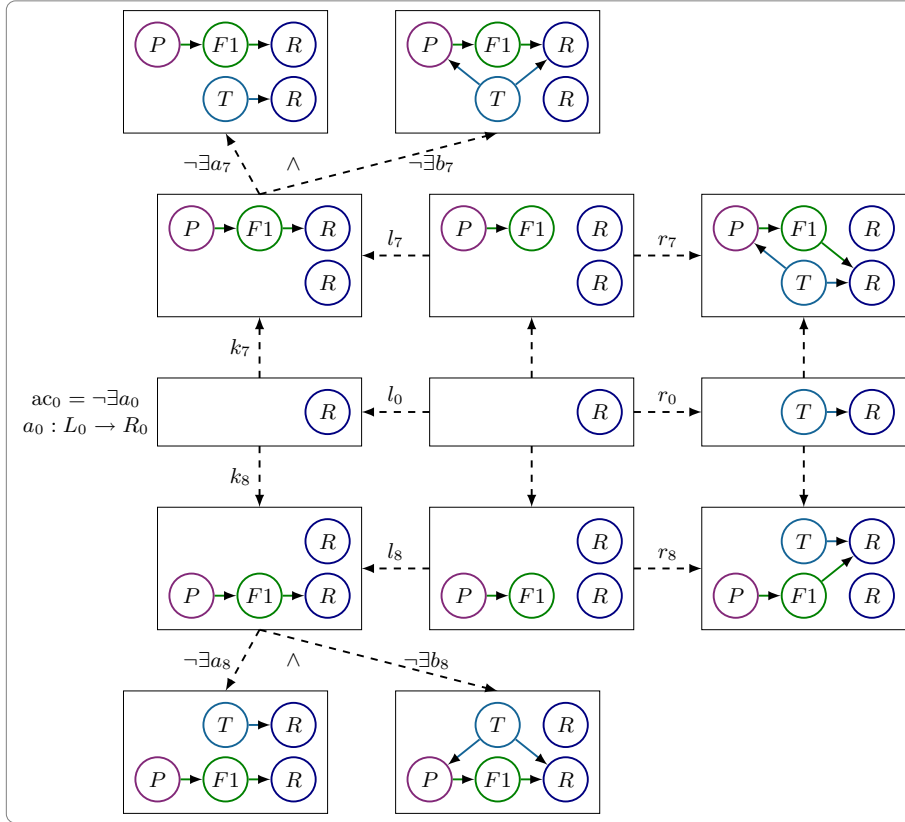 P F1 R P F1 R
T R T R
¬∃a₇ ∧ ¬∃b₇
P F1 R l₇ P F1 R r₇ P F1 R
R R T R
k₇
ac₀ = ¬∃a₀
a₀ : L₀ → R₀
R l₀ R r₀ T R
k₈
R l₈ R r₈ T R
P F1 R P F1 R P F1 R
¬∃a₈ ∧ ¬∃b₈
T R T R
P F1 R P F1 R